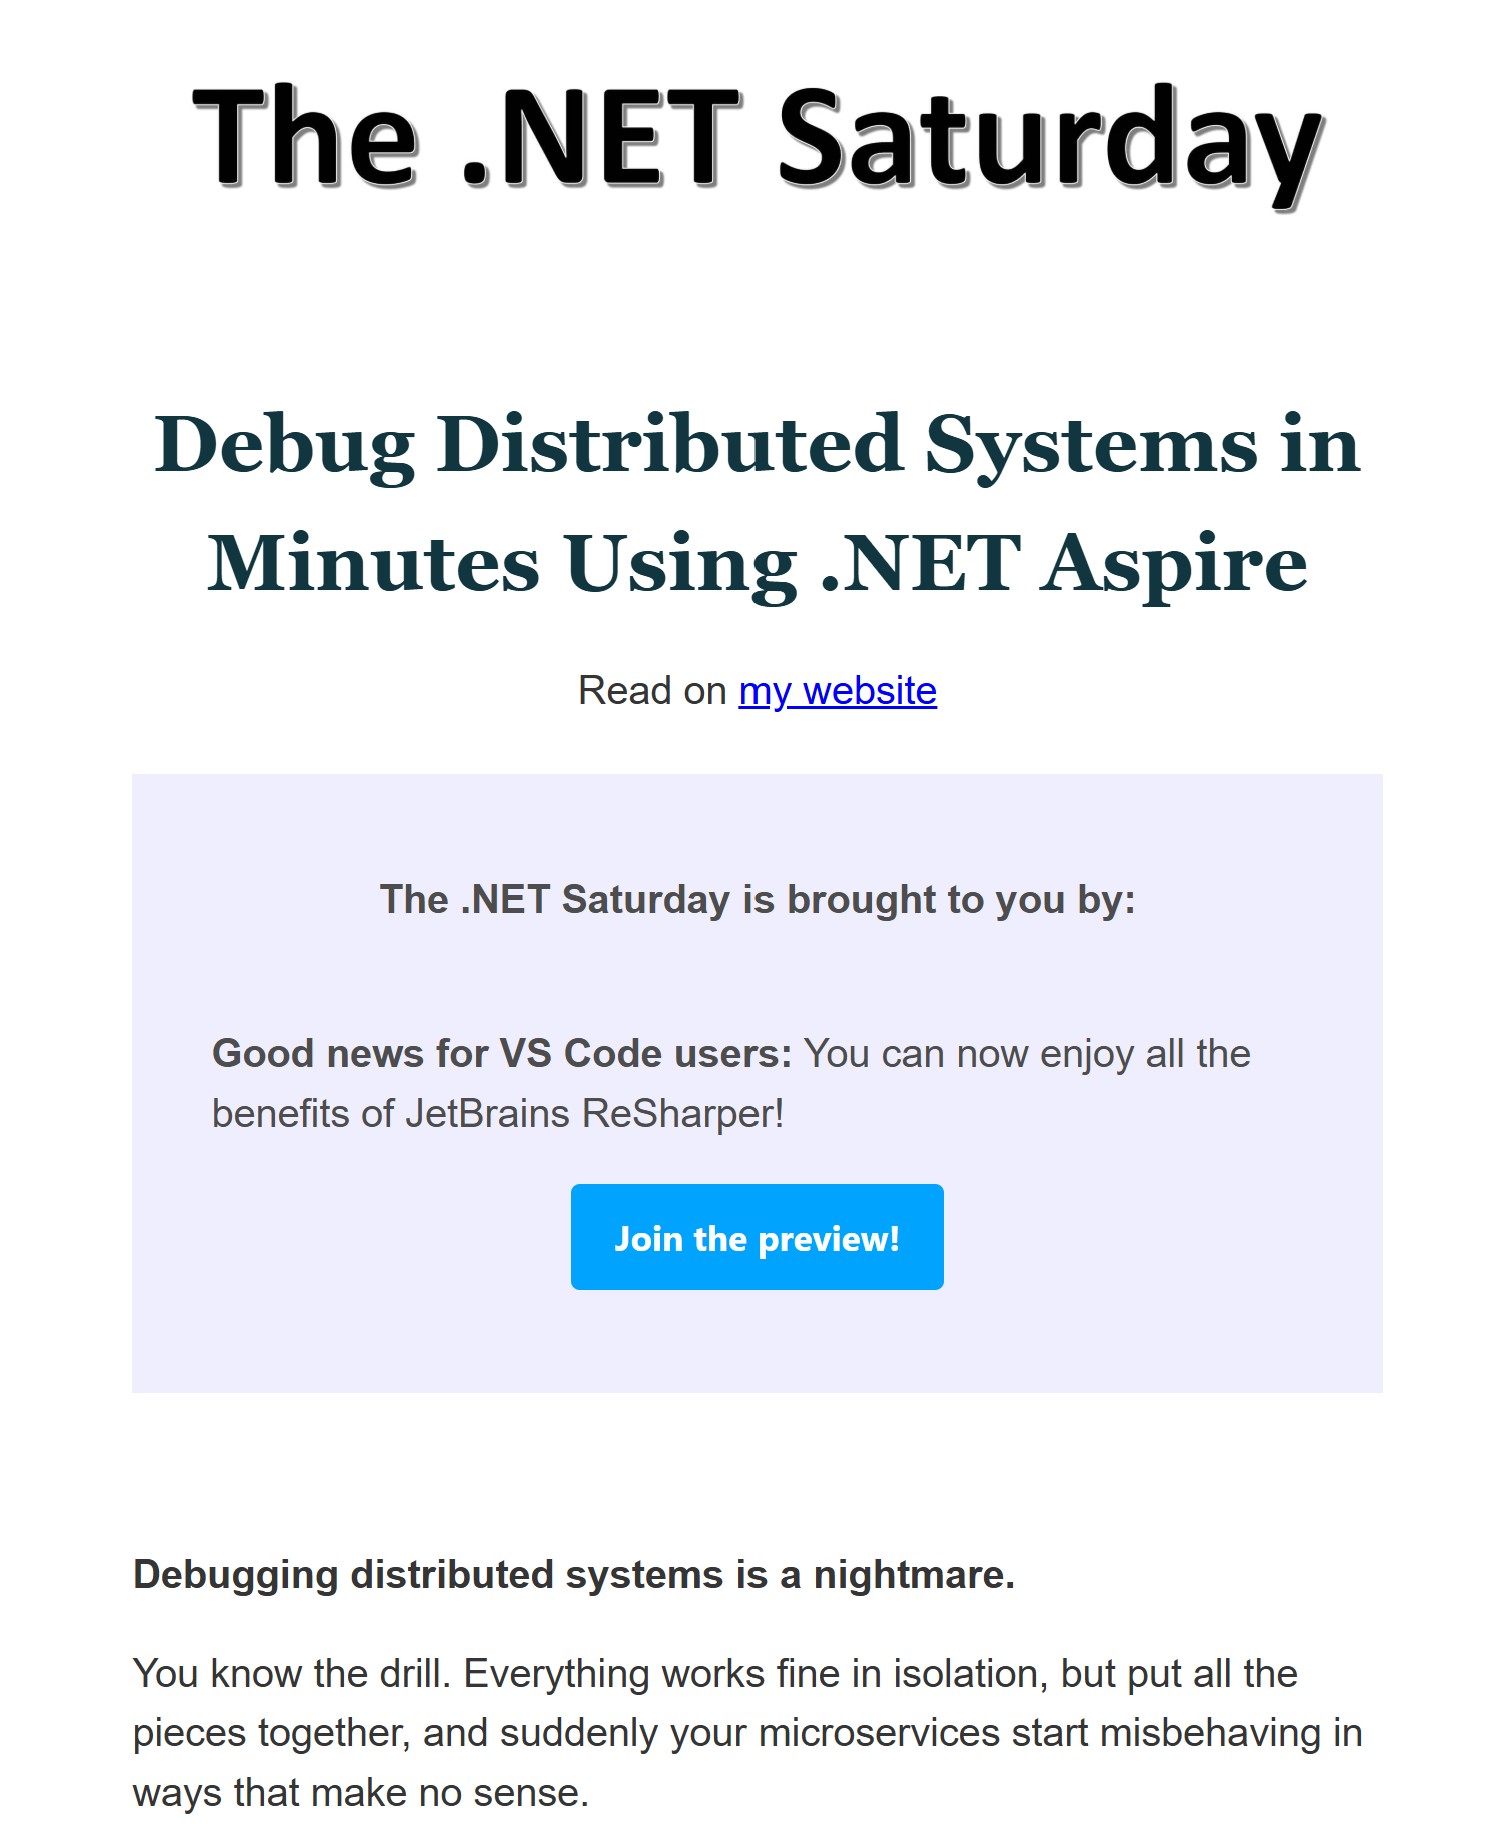 The .NET Saturday
Debug Distributed Systems in
Minutes Using .NET Aspire
Read on my website
The .NET Saturday is brought to you by:
Good news for VS Code users: You can now enjoy all the
benefits of JetBrains ReSharper!
Join the preview!
Debugging distributed systems is a nightmare.
You know the drill. Everything works fine in isolation, but put all the
pieces together, and suddenly your microservices start misbehaving in
ways that make no sense.